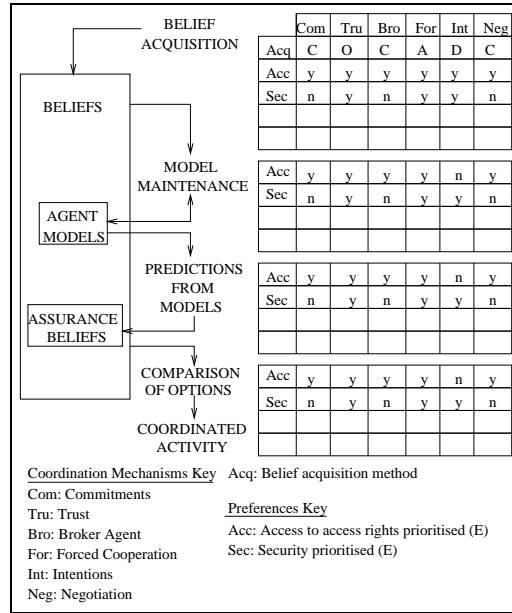 BELIEF
ACQUISITION
BELIEFS
MODEL
MAINTENANCE
AGENT
MODELS
PREDICTIONS
FROM
MODELS
ASSURANCE
BELIEFS
COMPARISON
OF OPTIONS
COORDINATED
ACTIVITY
Com Tru Bro For Int Neg
Acq C O C A D C
Acc y y y y y y
Sec n y n y y n
Acc y y y y n y
Sec n y n y y n
Acc y y y y n y
Sec n y n y y n
Acc y y y y n y
Sec n y n y y n
Coordination Mechanisms Key
Com: Commitments
Tru: Trust
Bro: Broker Agent
For: Forced Cooperation
Int: Intentions
Neg: Negotiation
Acq: Belief acquisition method
Preferences Key
Acc: Access to access rights prioritised (E)
Sec: Security prioritised (E)